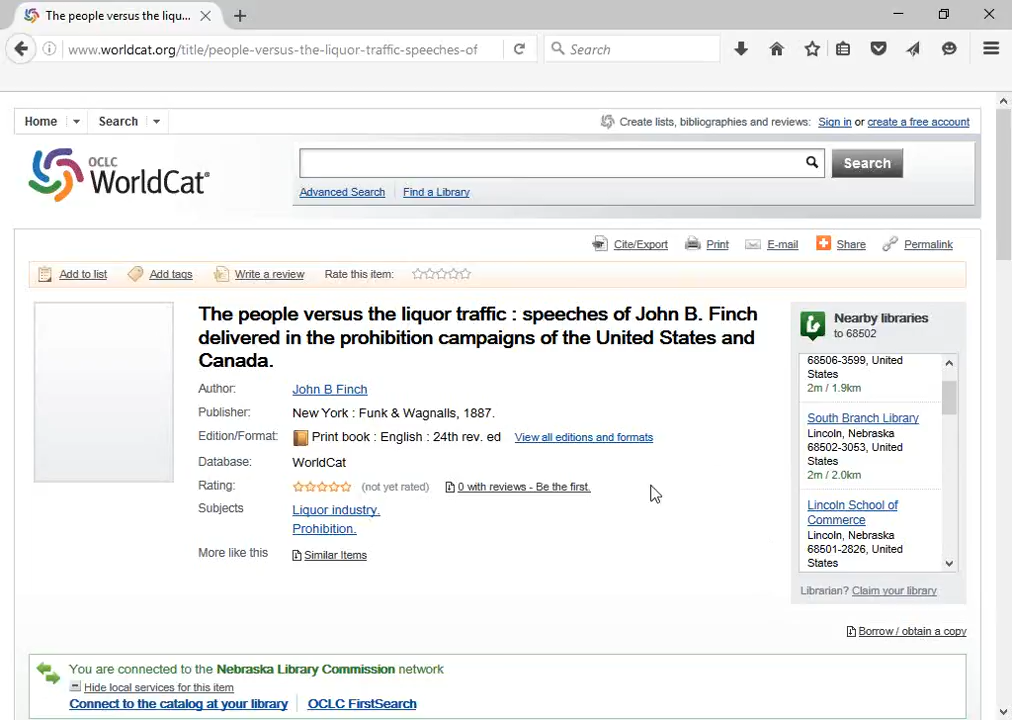 The people versus the liqu...
www.worldcat.org/title/people-versus-the-liquor-traffic-speeches-of
Search
Home
Search
Create lists, bibliographies and reviews: Sign in or create a free account
OCLC
WorldCat®
Search
Advanced Search
Find a Library
Cite/Export
Print
E-mail
Share
Permalink
Add to list
Add tags
Write a review
Rate this item:
The people versus the liquor traffic : speeches of John B. Finch
delivered in the prohibition campaigns of the United States and
Canada.
Author: John B Finch
Publisher: New York : Funk & Wagnalls, 1887.
Edition/Format: Print book : English : 24th rev. ed View all editions and formats
Database: WorldCat
Rating: (not yet rated) 0 with reviews - Be the first.
Subjects Liquor industry.
Prohibition.
More like this Similar Items
Nearby libraries
to 68502
68506-3599, United
States
2m / 1.9km
South Branch Library
Lincoln, Nebraska
68502-3053, United
States
2m / 2.0km
Lincoln School of
Commerce
Lincoln, Nebraska
68501-2826, United
States
Librarian? Claim your library
Borrow / obtain a copy
You are connected to the Nebraska Library Commission network
Hide local services for this item
Connect to the catalog at your library
OCLC FirstSearch